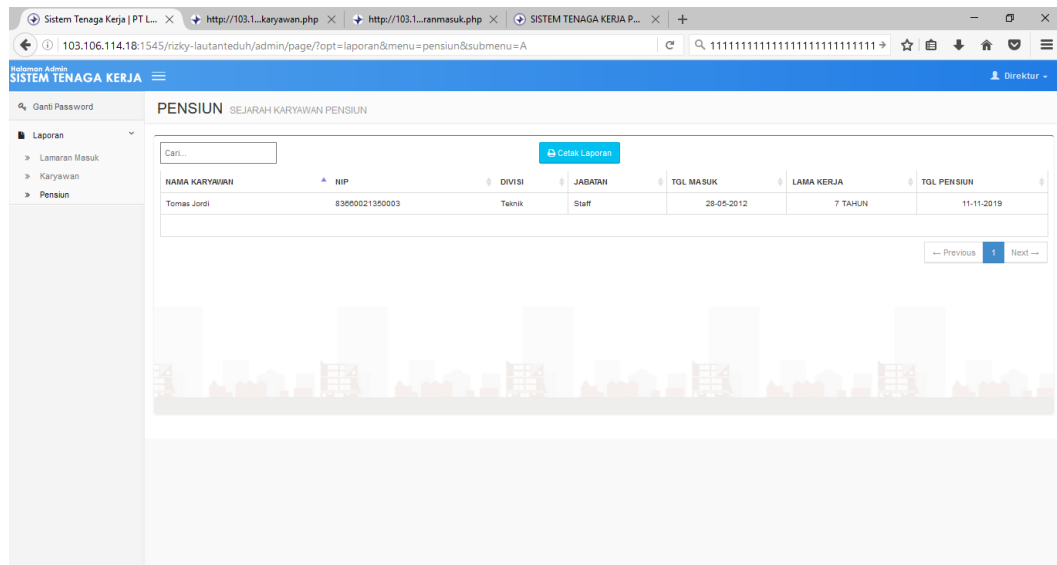 Sistem Tenaga Kerja | PT L... × http://103.1...karyawan.php × http://103.1...ranmasuk.php × SISTEM TENAGA KERJA P... × +
103.106.114.18:1545/rizky-lautanteduh/admin/page/?opt=laporan&menu=pensiun&submenu=A 1111111111111111111111111111
Halaman Admin
SISTEM TENAGA KERJA Direktur
Ganti Password
PENSIUN SEJARAH KARYAWAN PENSIUN
Laporan
» Lamaran Masuk
» Karyawan
» Pensiun
Cari... Cetak Laporan
NAMA KARYAWAN NIP DIVISI JABATAN TGL MASUK LAMA KERJA TGL PENSIUN
Tomas Jordi 83660021350003 Teknik Staff 28-05-2012 7 TAHUN 11-11-2019
← Previous 1 Next →